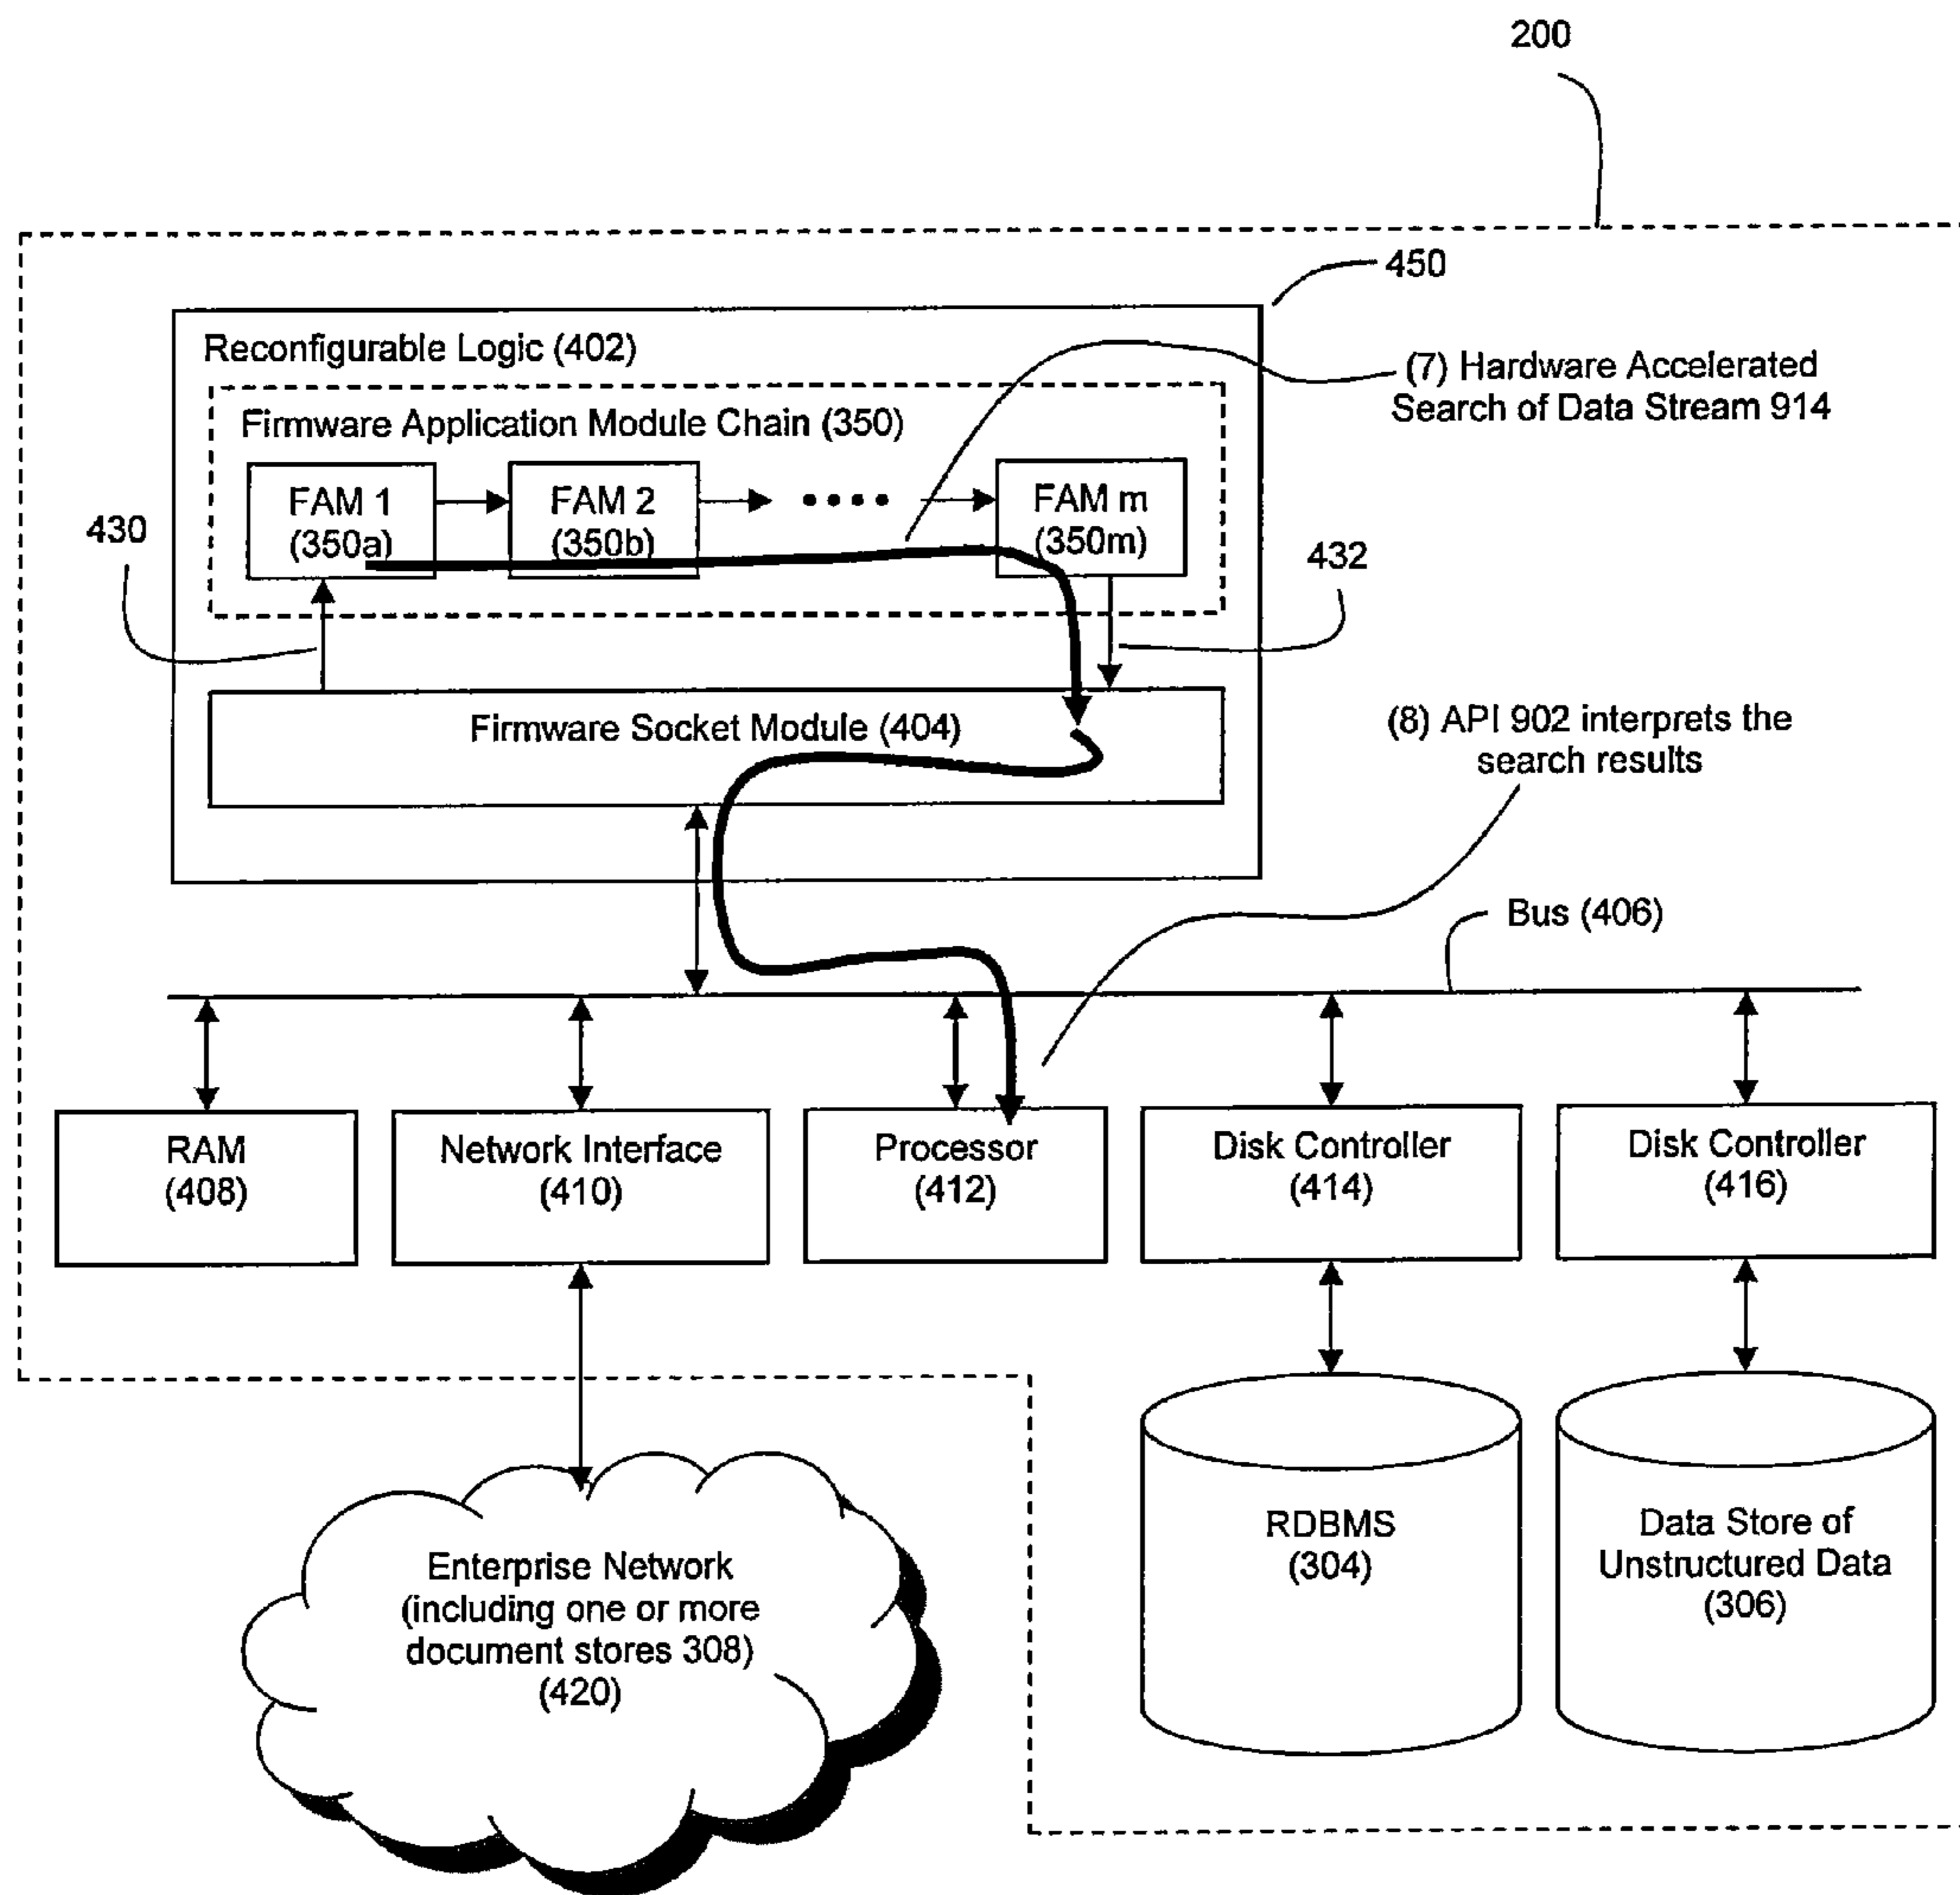 200
450
Reconfigurable Logic (402)
(7) Hardware Accelerated
Search of Data Stream 914
Firmware Application Module Chain (350)
FAM 1
(350a)
FAM 2
(350b)
••••
FAM m
(350m)
430
432
Firmware Socket Module (404)
(8) API 902 interprets the
search results
Bus (406)
RAM
(408)
Network Interface
(410)
Processor
(412)
Disk Controller
(414)
Disk Controller
(416)
Enterprise Network
(including one or more
document stores 308)
(420)
RDBMS
(304)
Data Store of
Unstructured Data
(306)